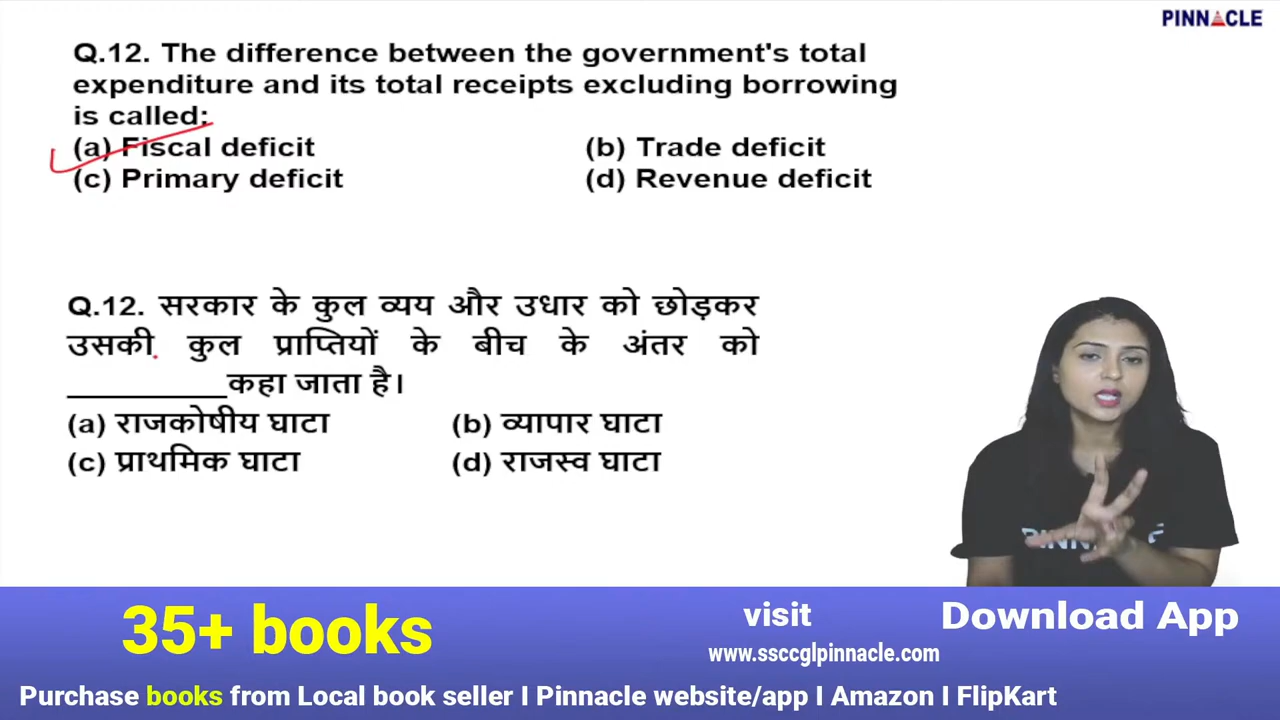 PINNACLE
Q.12. The difference between the government's total
expenditure and its total receipts excluding borrowing
is called:
(a) Fiscal deficit (b) Trade deficit
(c) Primary deficit (d) Revenue deficit
Q.12. सरकार के कुल व्यय और उधार को छोड़कर
उसकी कुल प्राप्तियों के बीच के अंतर को
__________कहा जाता है।
(a) राजकोषीय घाटा (b) व्यापार घाटा
(c) प्राथमिक घाटा (d) राजस्व घाटा
35+ books
visit
www.ssccglpinnacle.com
Download App
Purchase books from Local book seller I Pinnacle website/app I Amazon I FlipKart